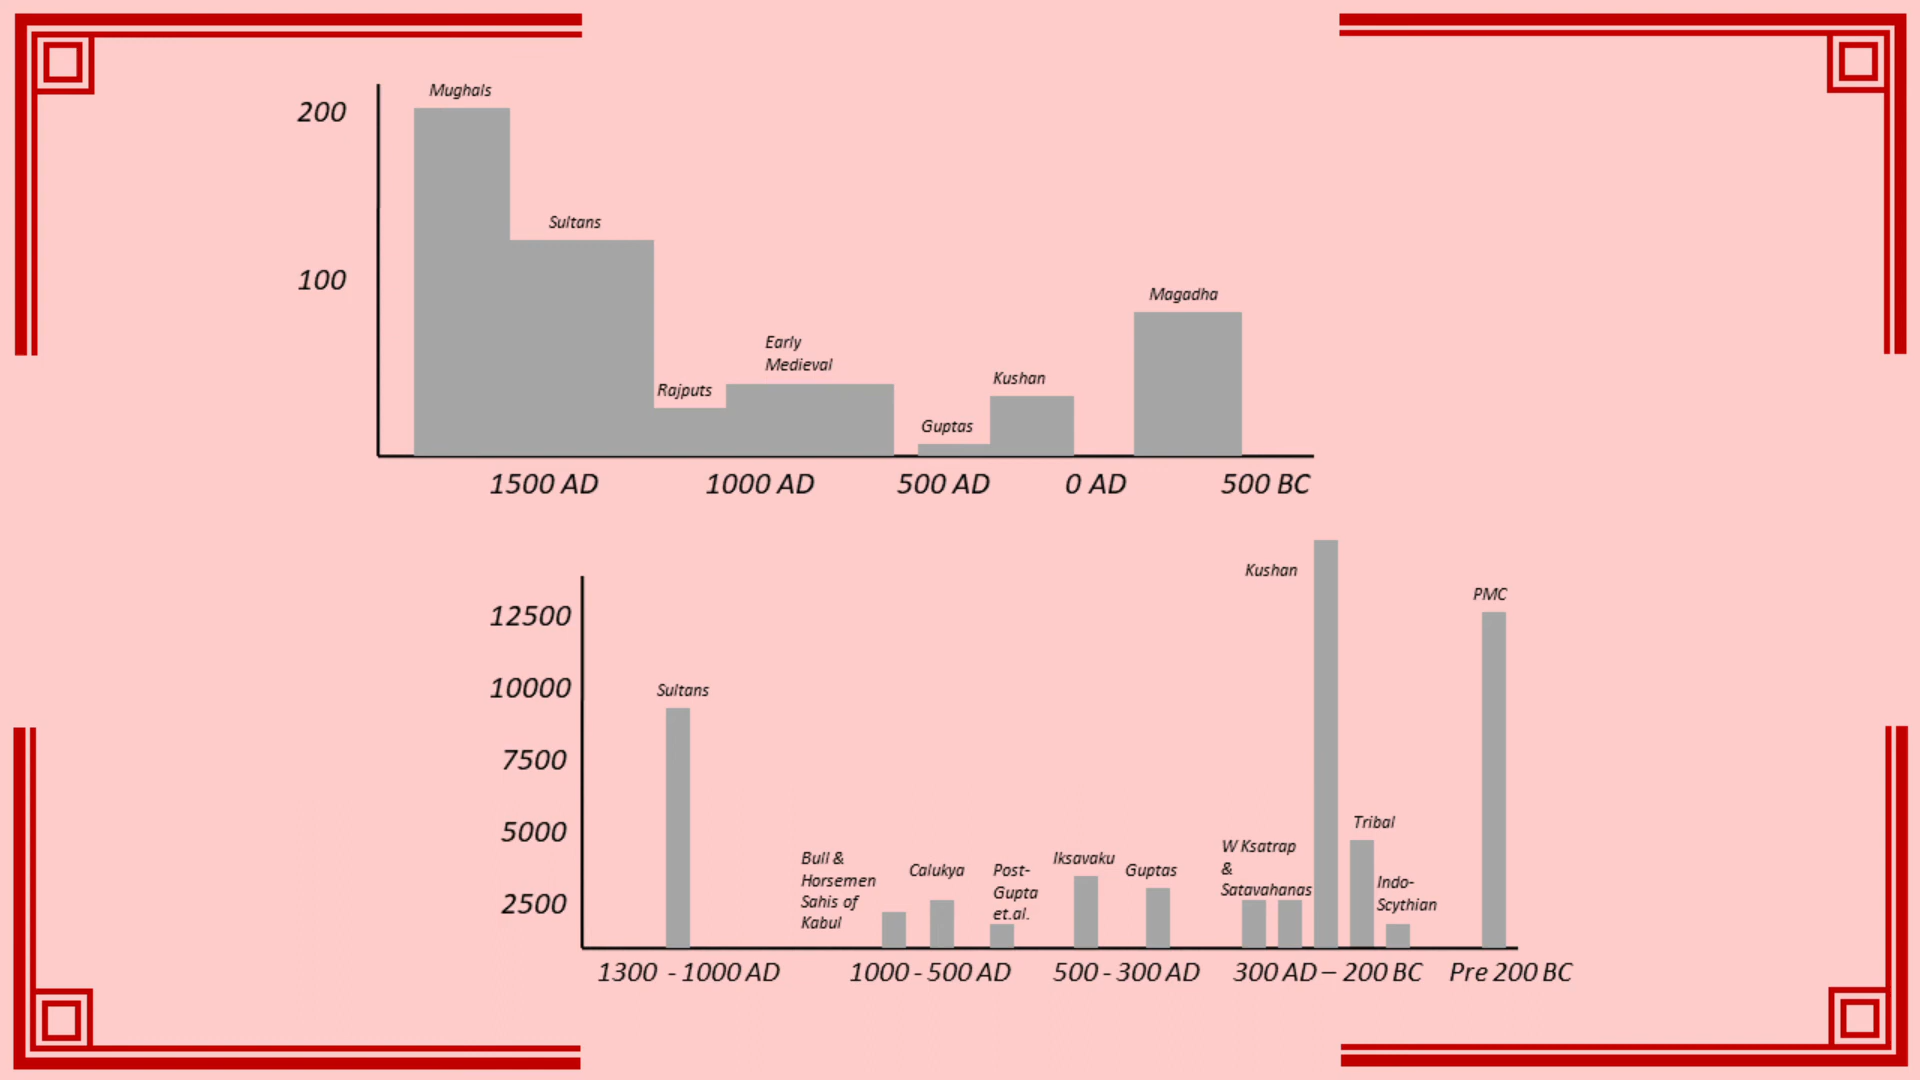 Mughals
200
Sultans
100
Magadha
Early
Medieval
Kushan
Rajputs
Guptas
1500 AD
1000 AD
500 AD
0 AD
500 BC
Kushan
PMC
12500
10000
Sultans
7500
5000
Tribal
W Ksatrap
&
Satavahanas
Bull &
Horsemen
Sahis of
Kabul
Calukya
Post-
Gupta
et.al.
Iksavaku
Guptas
Indo-
Scythian
2500
1300 - 1000 AD
1000 - 500 AD
500 - 300 AD
300 AD – 200 BC
Pre 200 BC